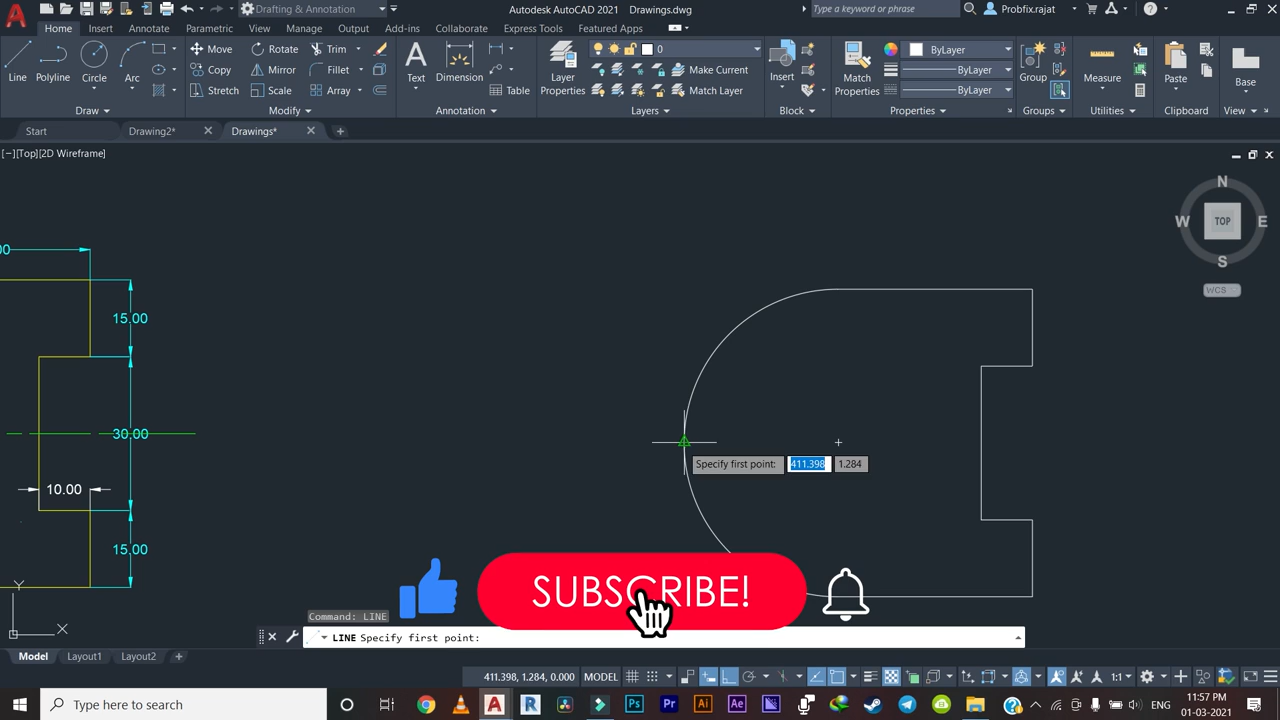 Drafting & Annotation
Autodesk AutoCAD 2021 Drawings.dwg
Type a keyword or phrase
Probfix.rajat
Home Insert Annotate Parametric View Manage Output Add-ins Collaborate Express Tools Featured Apps
Move Rotate Trim
0
ByLayer
Copy Mirror Fillet
Make Current
ByLayer
Line Polyline Circle Arc
Text Dimension
Layer Properties
Insert
Match Properties
Group
Measure
Paste
Base
Stretch Scale Array
Table
Match Layer
ByLayer
Draw Modify Annotation Layers Block Properties Groups Utilities Clipboard View
Start Drawing2* Drawings*
[−][Top][2D Wireframe]
N
W TOP E
S
WCS
15.00
30.00
10.00
15.00
Specify first point: 411.398 1.284
SUBSCRIBE!
Y
X
Command: LINE
LINE Specify first point:
Model Layout1 Layout2
411.398, 1.284, 0.000 MODEL 1:1
Type here to search
R Ps Pr Ai Ae
ENG
11:57 PM
01-03-2021